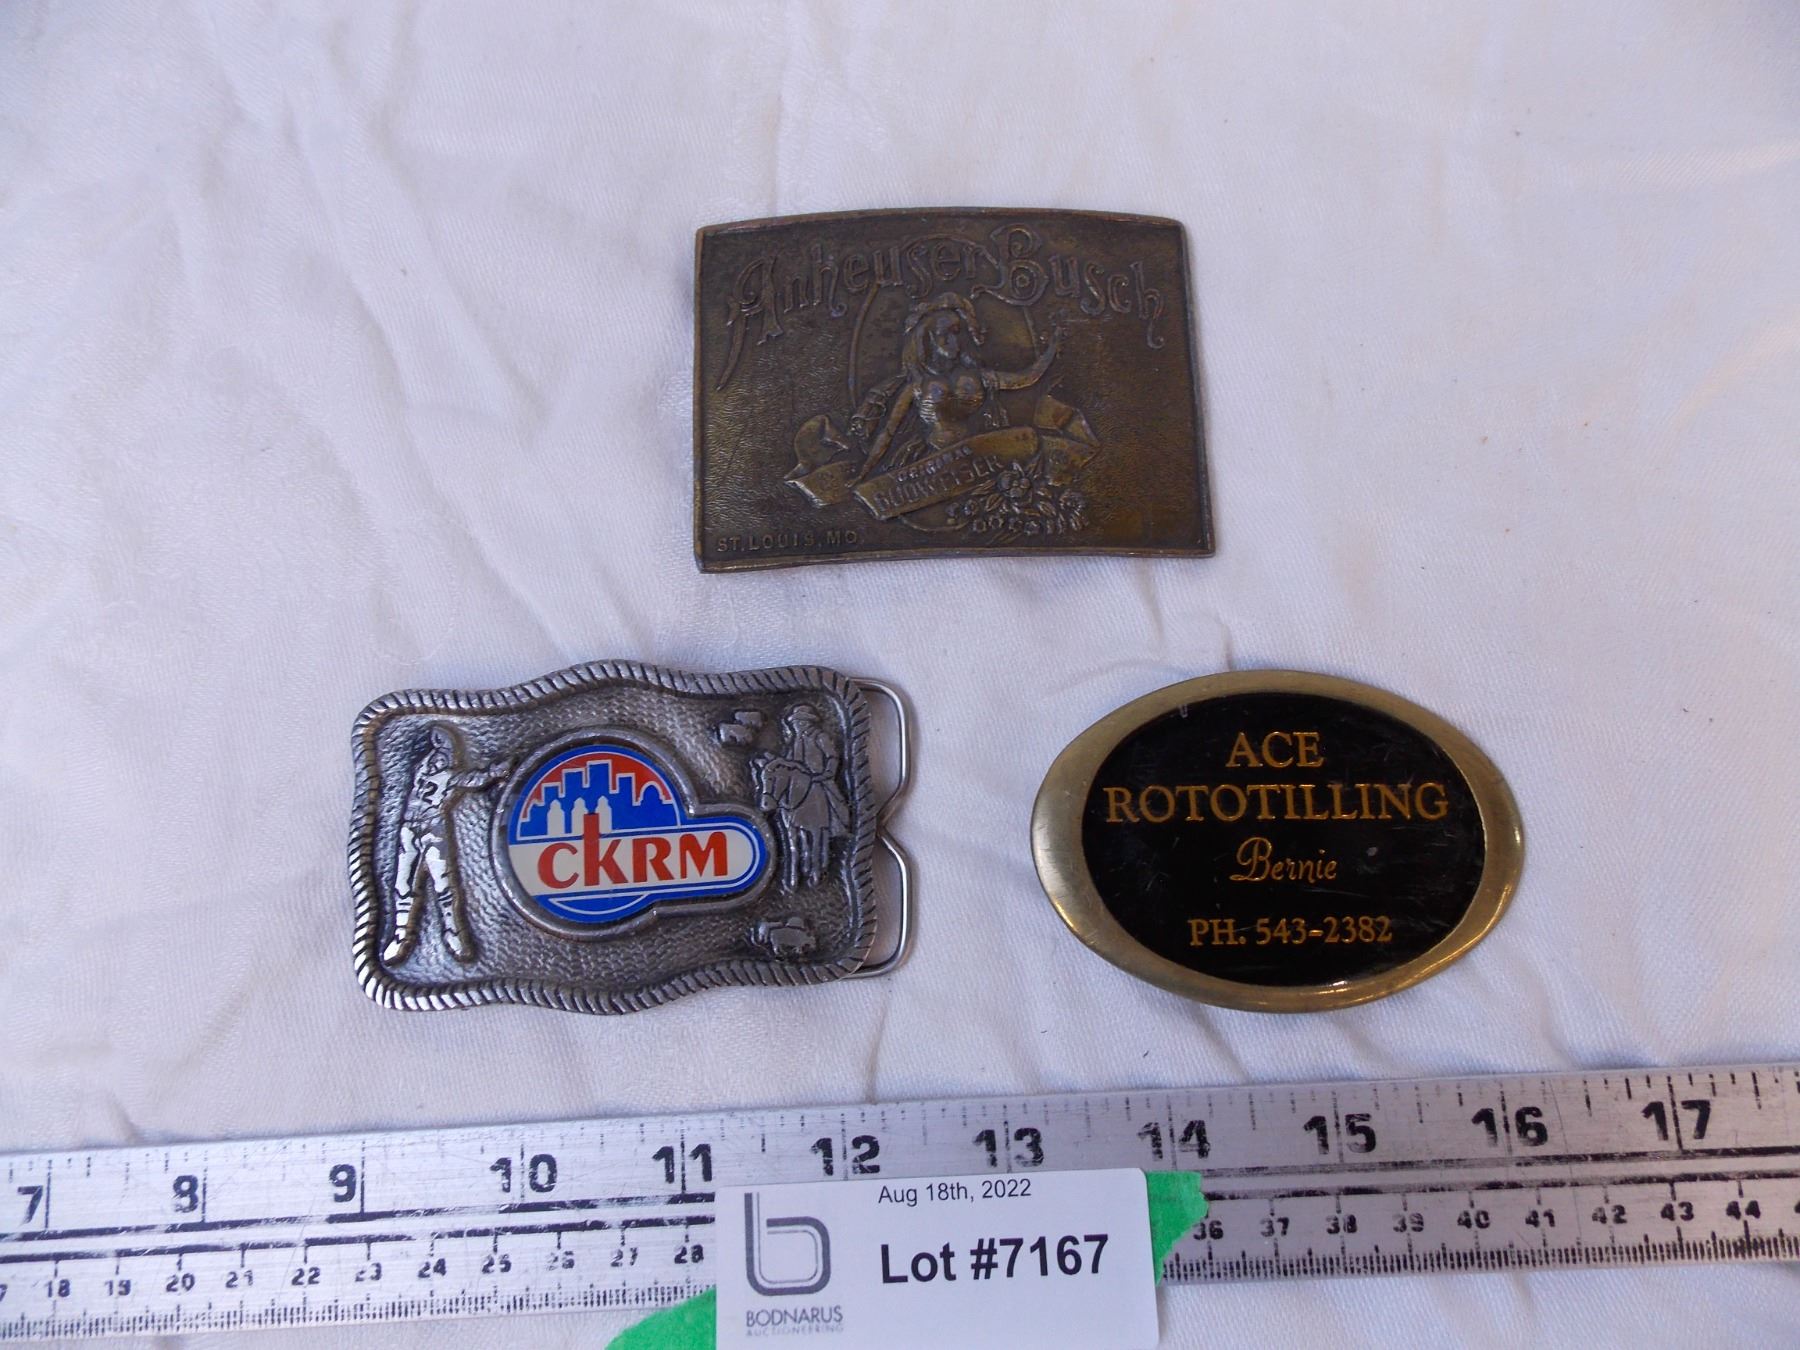 Anheuser Busch
BUDWEISER
ST. LOUIS, MO.
CKRM
2
ACE
ROTOTILLING
Bernie
PH. 543-2382
7 8 9 10 11 12 13 14 15 16 17
18 19 20 21 22 23 24 25 26 27 28 36 37 38 39 40 41 42 43 44
Aug 18th, 2022
Lot #7167
BODNARUS
AUCTIONEERING